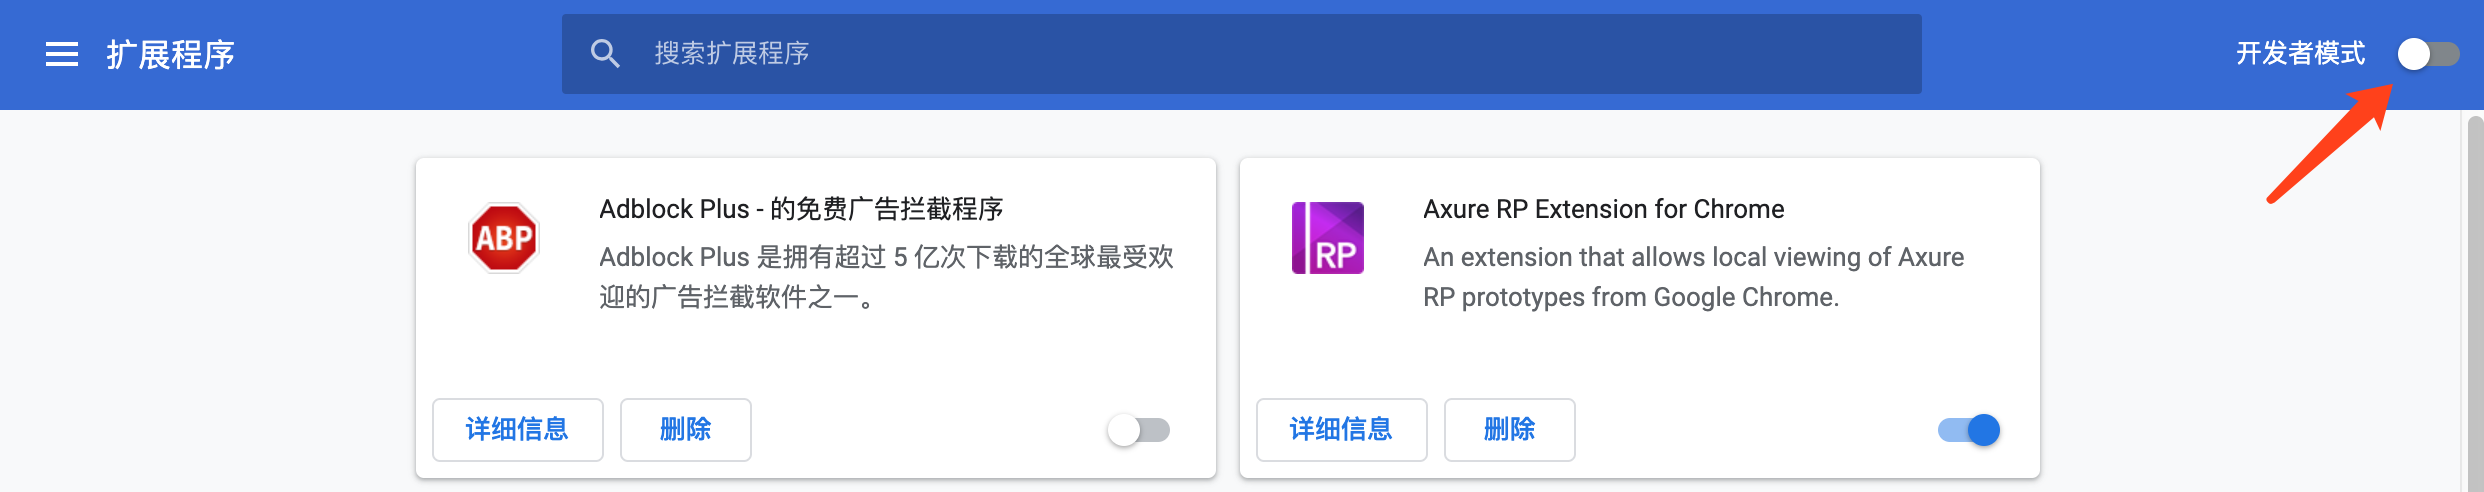 扩展程序
搜索扩展程序
开发者模式
ABP
Adblock Plus - 的免费广告拦截程序
Adblock Plus 是拥有超过 5 亿次下载的全球最受欢
迎的广告拦截软件之一。
详细信息
删除
RP
Axure RP Extension for Chrome
An extension that allows local viewing of Axure
RP prototypes from Google Chrome.
详细信息
删除